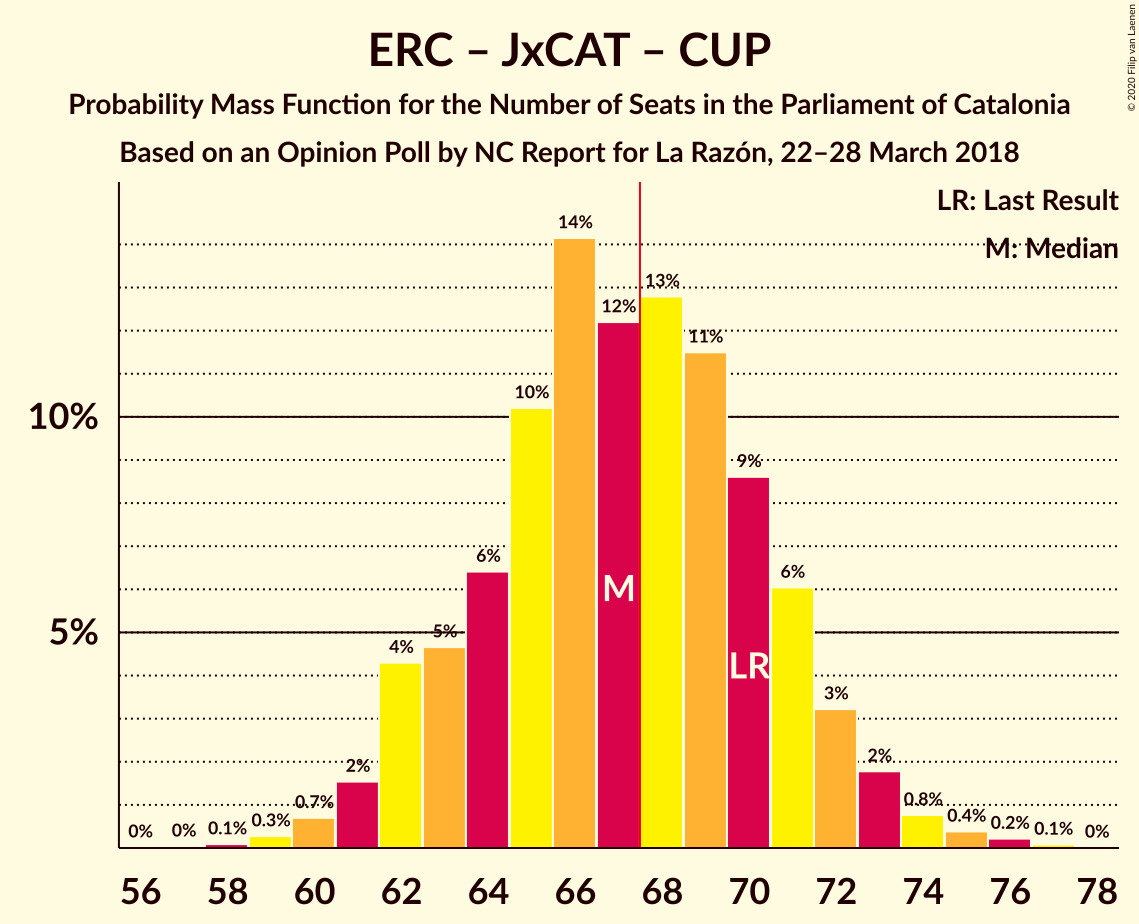 ERC – JxCAT – CUP
Probability Mass Function for the Number of Seats in the Parliament of Catalonia
Based on an Opinion Poll by NC Report for La Razón, 22–28 March 2018
© 2020 Filip van Laenen
LR: Last Result
M: Median
10%
5%
0%
0%
0.1%
0.3%
0.7%
2%
4%
5%
6%
10%
14%
12%
13%
11%
9%
6%
3%
2%
0.8%
0.4%
0.2%
0.1%
0%
M
LR
56 58 60 62 64 66 68 70 72 74 76 78